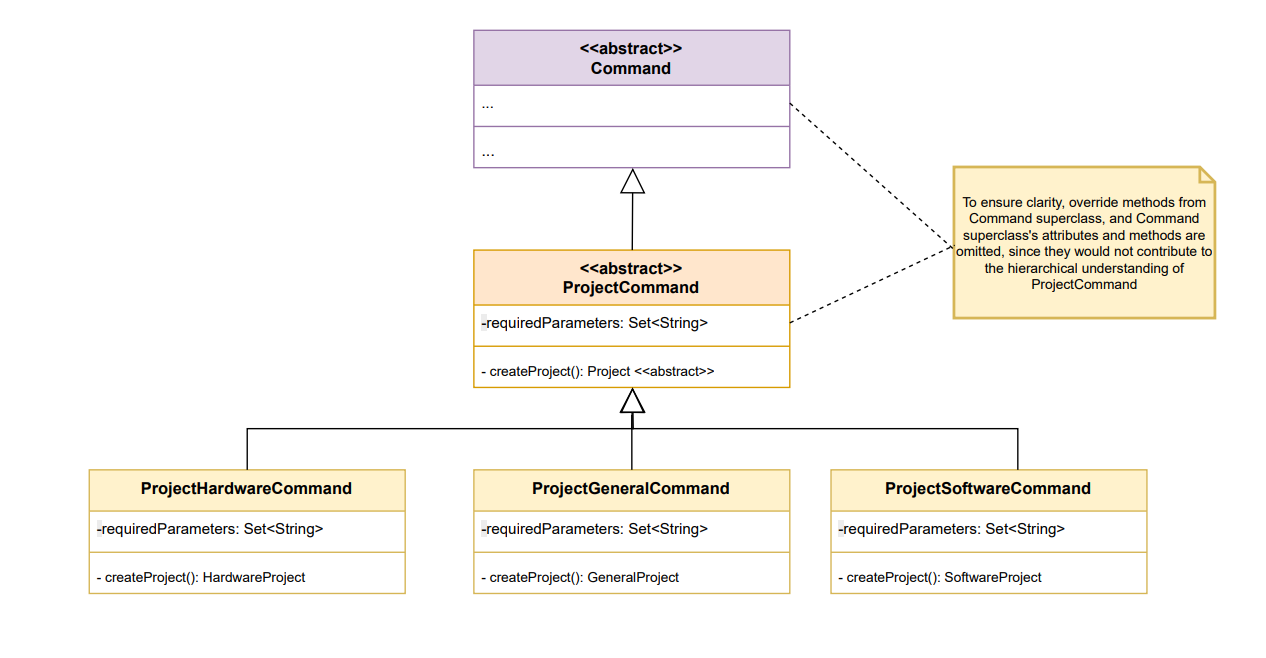 <<abstract>>
Command
...
...
To ensure clarity, override methods from
Command superclass, and Command
superclass's attributes and methods are
omitted, since they would not contribute to
the hierarchical understanding of
ProjectCommand
<<abstract>>
ProjectCommand
-requiredParameters: Set<String>
- createProject(): Project <<abstract>>
ProjectHardwareCommand
-requiredParameters: Set<String>
- createProject(): HardwareProject
ProjectGeneralCommand
-requiredParameters: Set<String>
- createProject(): GeneralProject
ProjectSoftwareCommand
-requiredParameters: Set<String>
- createProject(): SoftwareProject